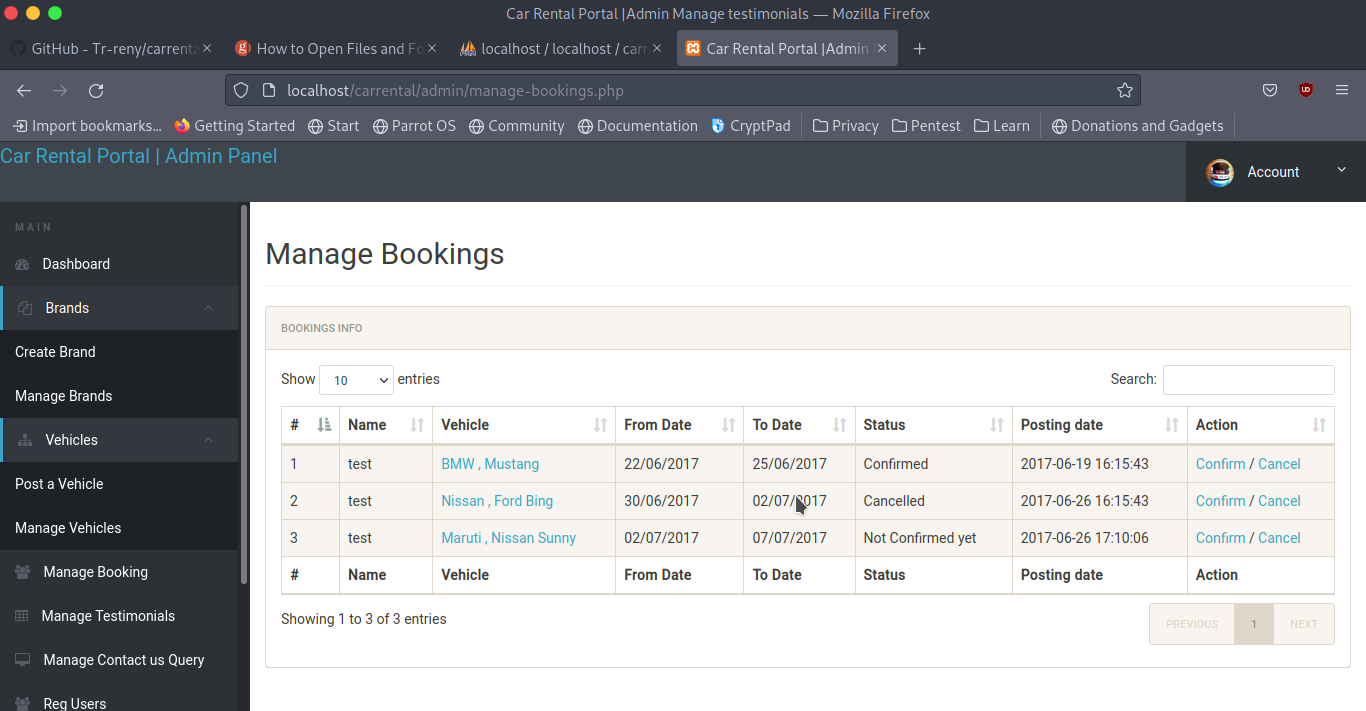 Car Rental Portal |Admin Manage testimonials — Mozilla Firefox
GitHub - Tr-reny/carrenta
How to Open Files and Fo
localhost / localhost / carr
Car Rental Portal |Admin
localhost/carrental/admin/manage-bookings.php
Import bookmarks... Getting Started Start Parrot OS Community Documentation CryptPad Privacy Pentest Learn Donations and Gadgets
Car Rental Portal | Admin Panel
Account
MAIN
Dashboard
Brands
Create Brand
Manage Brands
Vehicles
Post a Vehicle
Manage Vehicles
Manage Booking
Manage Testimonials
Manage Contact us Query
Reg Users
Manage Bookings
BOOKINGS INFO
Show 10 entries
Search:
# Name Vehicle From Date To Date Status Posting date Action
1 test BMW , Mustang 22/06/2017 25/06/2017 Confirmed 2017-06-19 16:15:43 Confirm / Cancel
2 test Nissan , Ford Bing 30/06/2017 02/07/2017 Cancelled 2017-06-26 16:15:43 Confirm / Cancel
3 test Maruti , Nissan Sunny 02/07/2017 07/07/2017 Not Confirmed yet 2017-06-26 17:10:06 Confirm / Cancel
# Name Vehicle From Date To Date Status Posting date Action
Showing 1 to 3 of 3 entries
PREVIOUS 1 NEXT